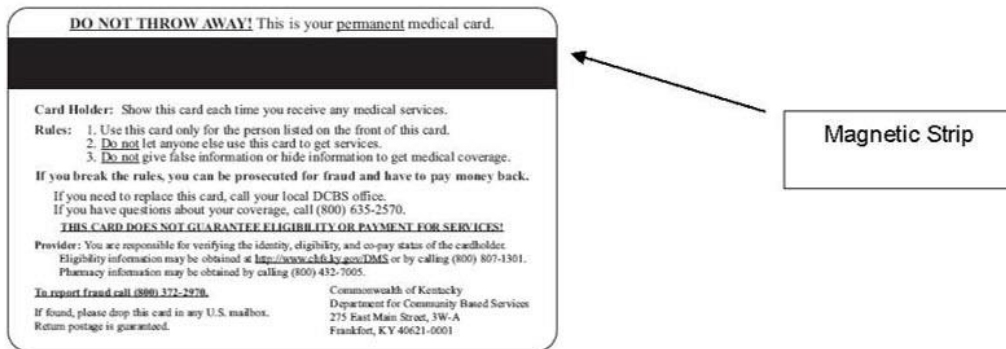 DO NOT THROW AWAY! This is your permanent medical card.
Magnetic Strip
Card Holder: Show this card each time you receive any medical services.
Rules: 1. Use this card only for the person listed on the front of this card.
2. Do not let anyone else use this card to get services.
3. Do not give false information or hide information to get medical coverage.
If you break the rules, you can be prosecuted for fraud and have to pay money back.
If you need to replace this card, call your local DCBS office.
If you have questions about your coverage, call (800) 635-2570.
THIS CARD DOES NOT GUARANTEE ELIGIBILITY OR PAYMENT FOR SERVICES!
Provider: You are responsible for verifying the identity, eligibility, and co-pay status of the cardholder.
Eligibility information may be obtained at http://www.chfs.ky.gov/DMS or by calling (800) 807-1301.
Pharmacy information may be obtained by calling (800) 432-7005.
To report fraud call (800) 372-2970.
If found, please drop this card in any U.S. mailbox.
Return postage is guaranteed.
Commonwealth of Kentucky
Department for Community Based Services
275 East Main Street, 3W-A
Frankfort, KY 40621-0001